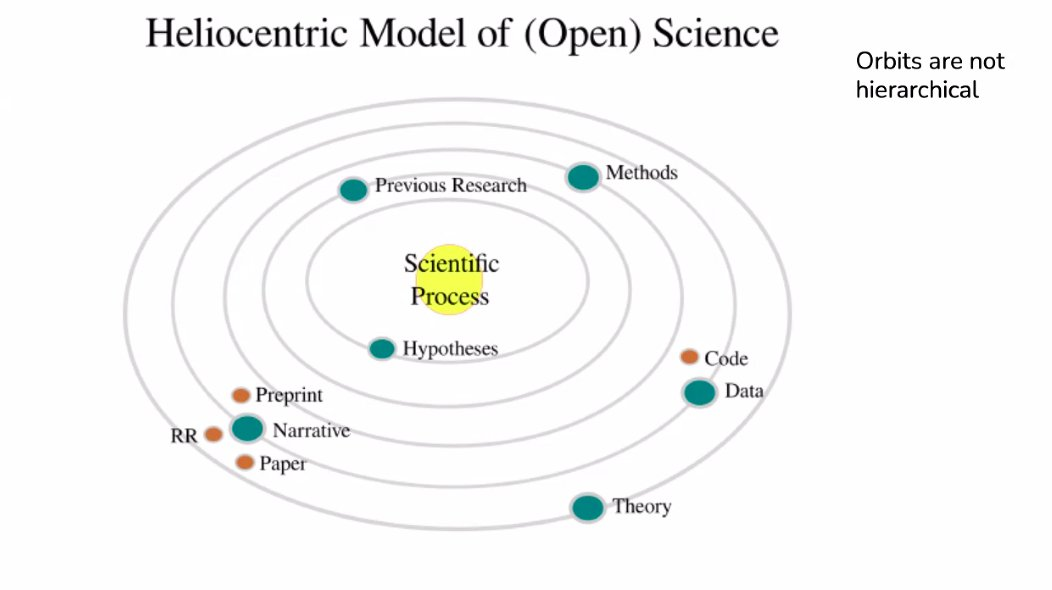 Heliocentric Model of (Open) Science
Orbits are not
hierarchical
Methods
Previous Research
Scientific
Process
Hypotheses
Code
Data
Preprint
Narrative
RR
Paper
Theory